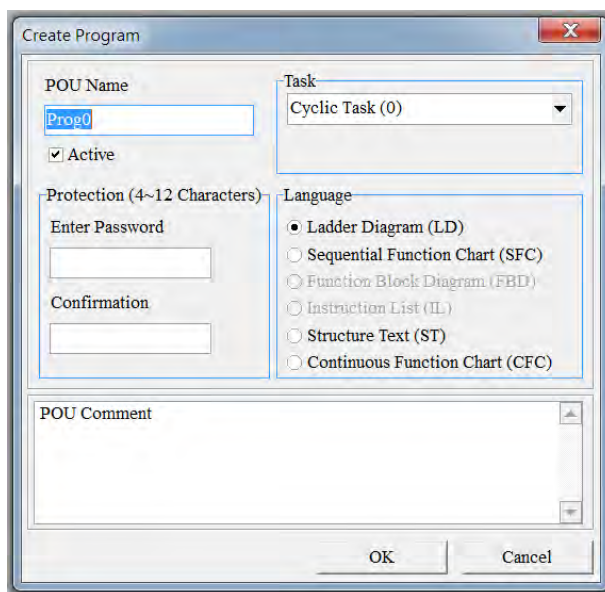 Create Program
POU Name
Prog0
Active
Task
Cyclic Task (0)
Protection (4~12 Characters)
Enter Password
Confirmation
Language
Ladder Diagram (LD)
Sequential Function Chart (SFC)
Function Block Diagram (FBD)
Instruction List (IL)
Structure Text (ST)
Continuous Function Chart (CFC)
POU Comment
OK
Cancel